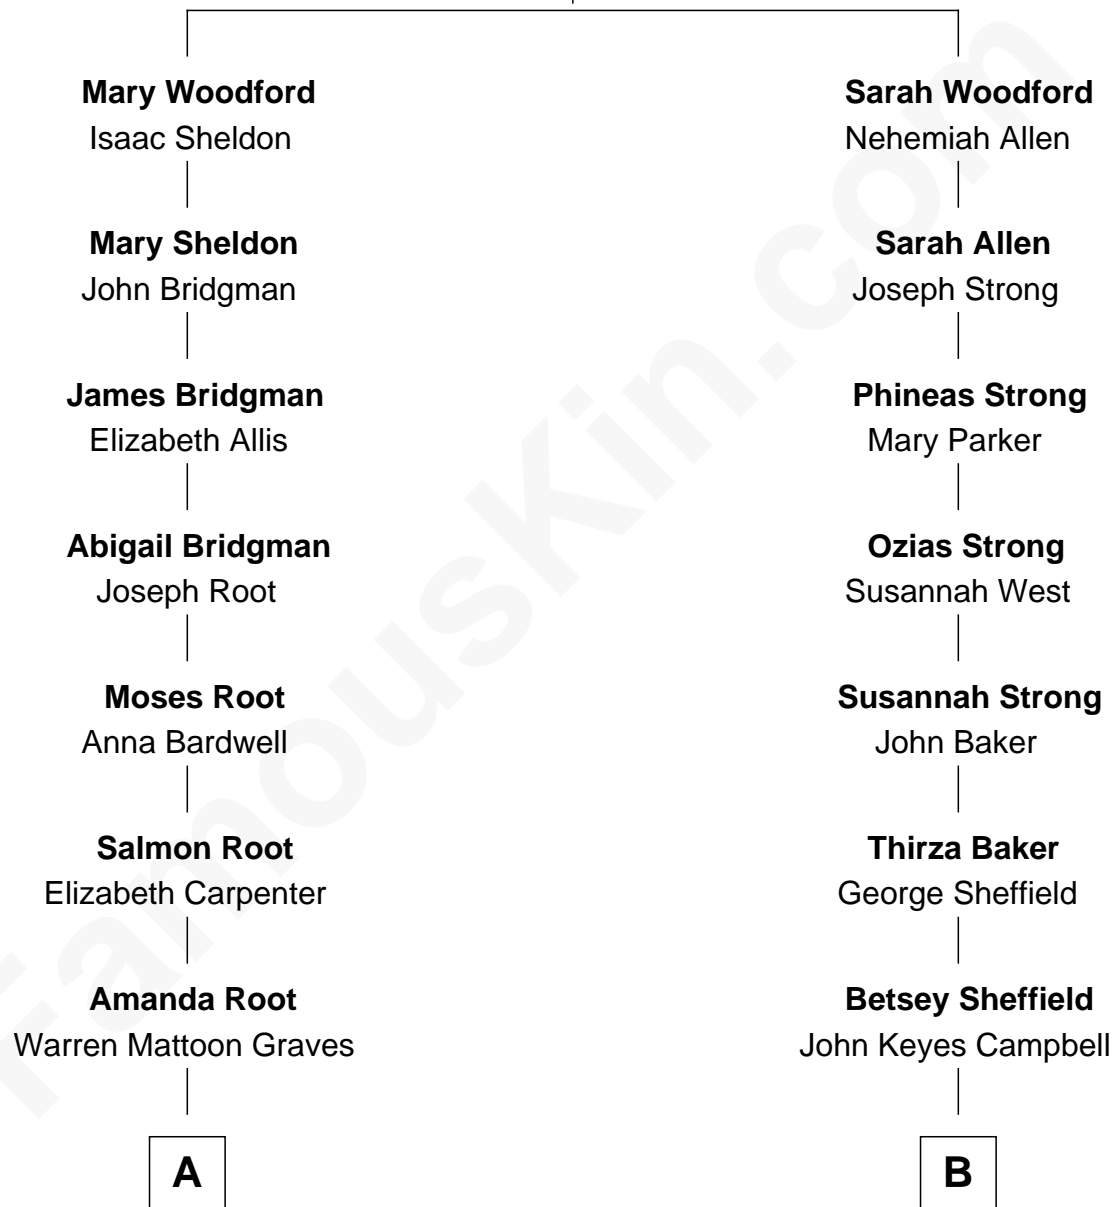 Mary Woodford
Isaac Sheldon
Sarah Woodford
Nehemiah Allen
Mary Sheldon
John Bridgman
Sarah Allen
Joseph Strong
James Bridgman
Elizabeth Allis
Phineas Strong
Mary Parker
Abigail Bridgman
Joseph Root
Ozias Strong
Susannah West
Moses Root
Anna Bardwell
Susannah Strong
John Baker
Salmon Root
Elizabeth Carpenter
Thirza Baker
George Sheffield
Amanda Root
Warren Mattoon Graves
Betsey Sheffield
John Keyes Campbell
A
B
FamousKin.com